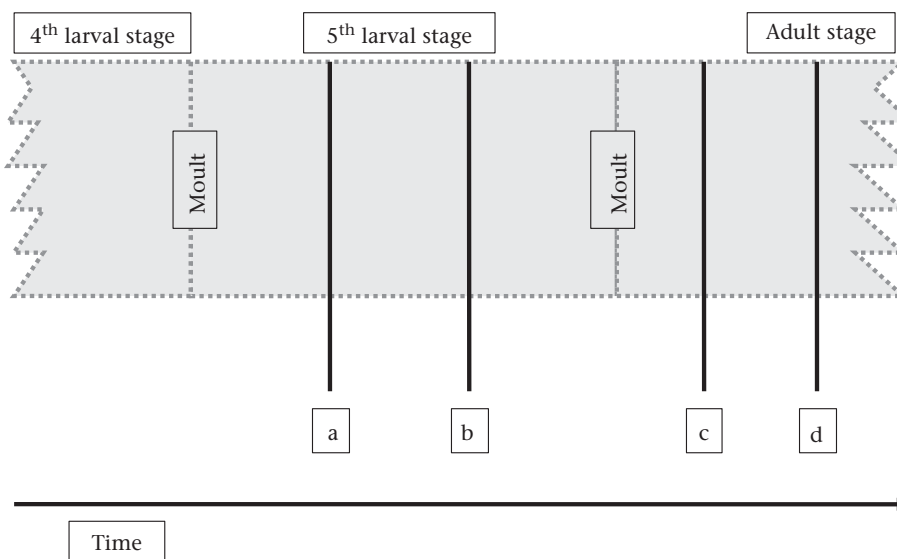 4th larval stage
5th larval stage
Adult stage
Moult
Moult
a
b
c
d
Time